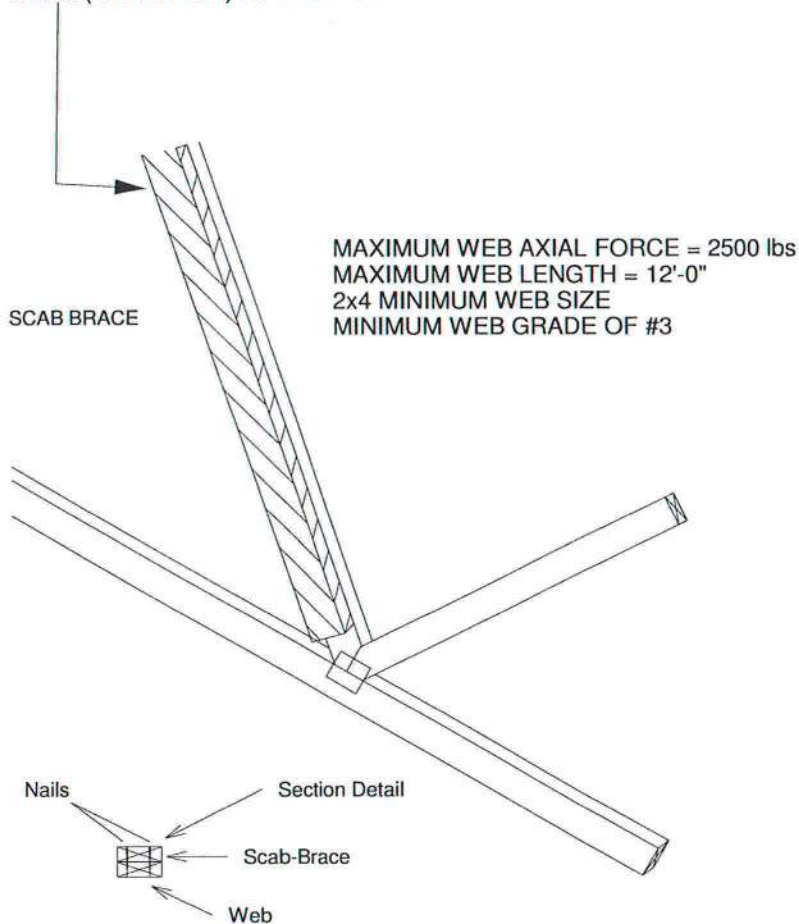 MAXIMUM WEB AXIAL FORCE = 2500 lbs
MAXIMUM WEB LENGTH = 12'-0"
2x4 MINIMUM WEB SIZE
MINIMUM WEB GRADE OF #3
SCAB BRACE
Nails
Section Detail
Scab-Brace
Web